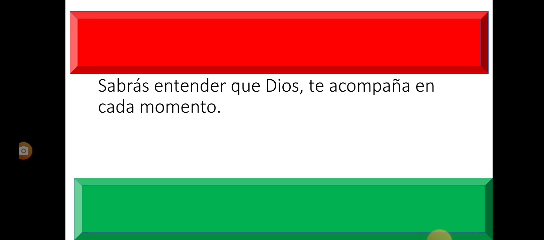 Sabrás entender que Dios, te acompaña en
cada momento.